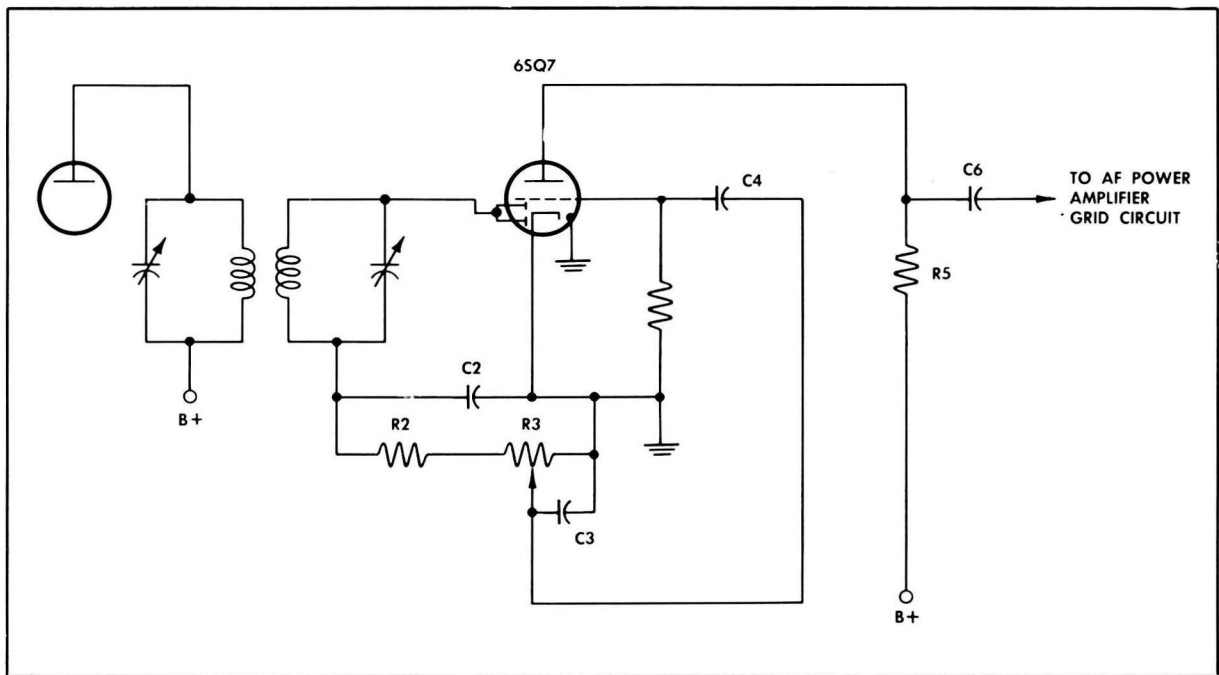 6SQ7
C4
C6
TO AF POWER
AMPLIFIER
GRID CIRCUIT
R5
C2
B+
R2
R3
C3
B+